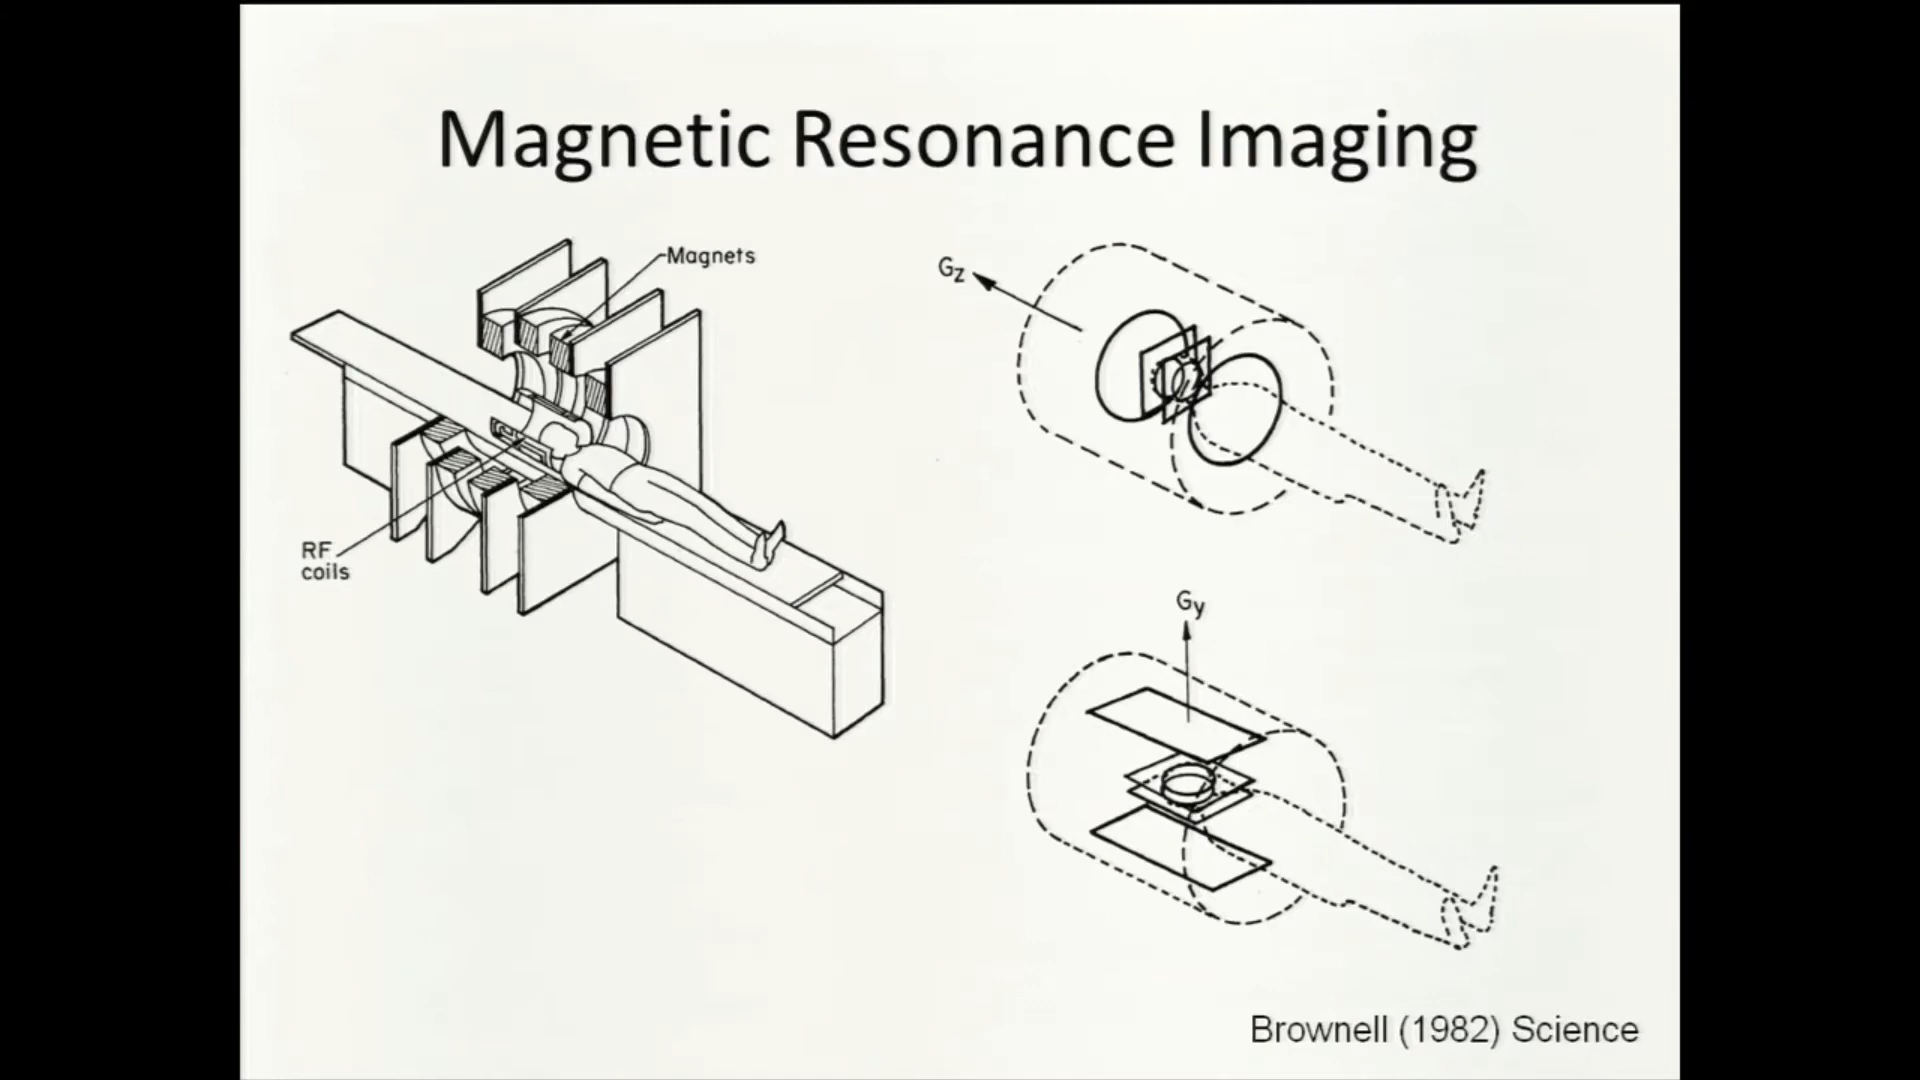 Magnetic Resonance Imaging
Magnets
RF
coils
Gz
Gy
Brownell (1982) Science